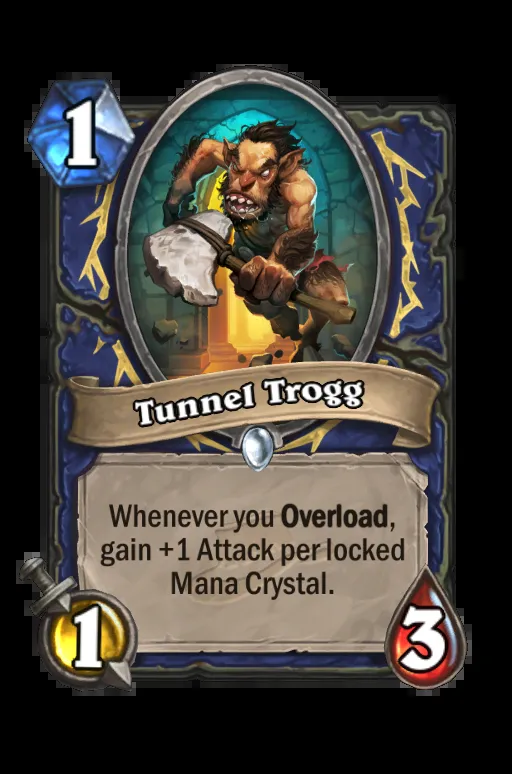 1
Tunnel Trogg
Whenever you Overload,
gain +1 Attack per locked
Mana Crystal.
1
3